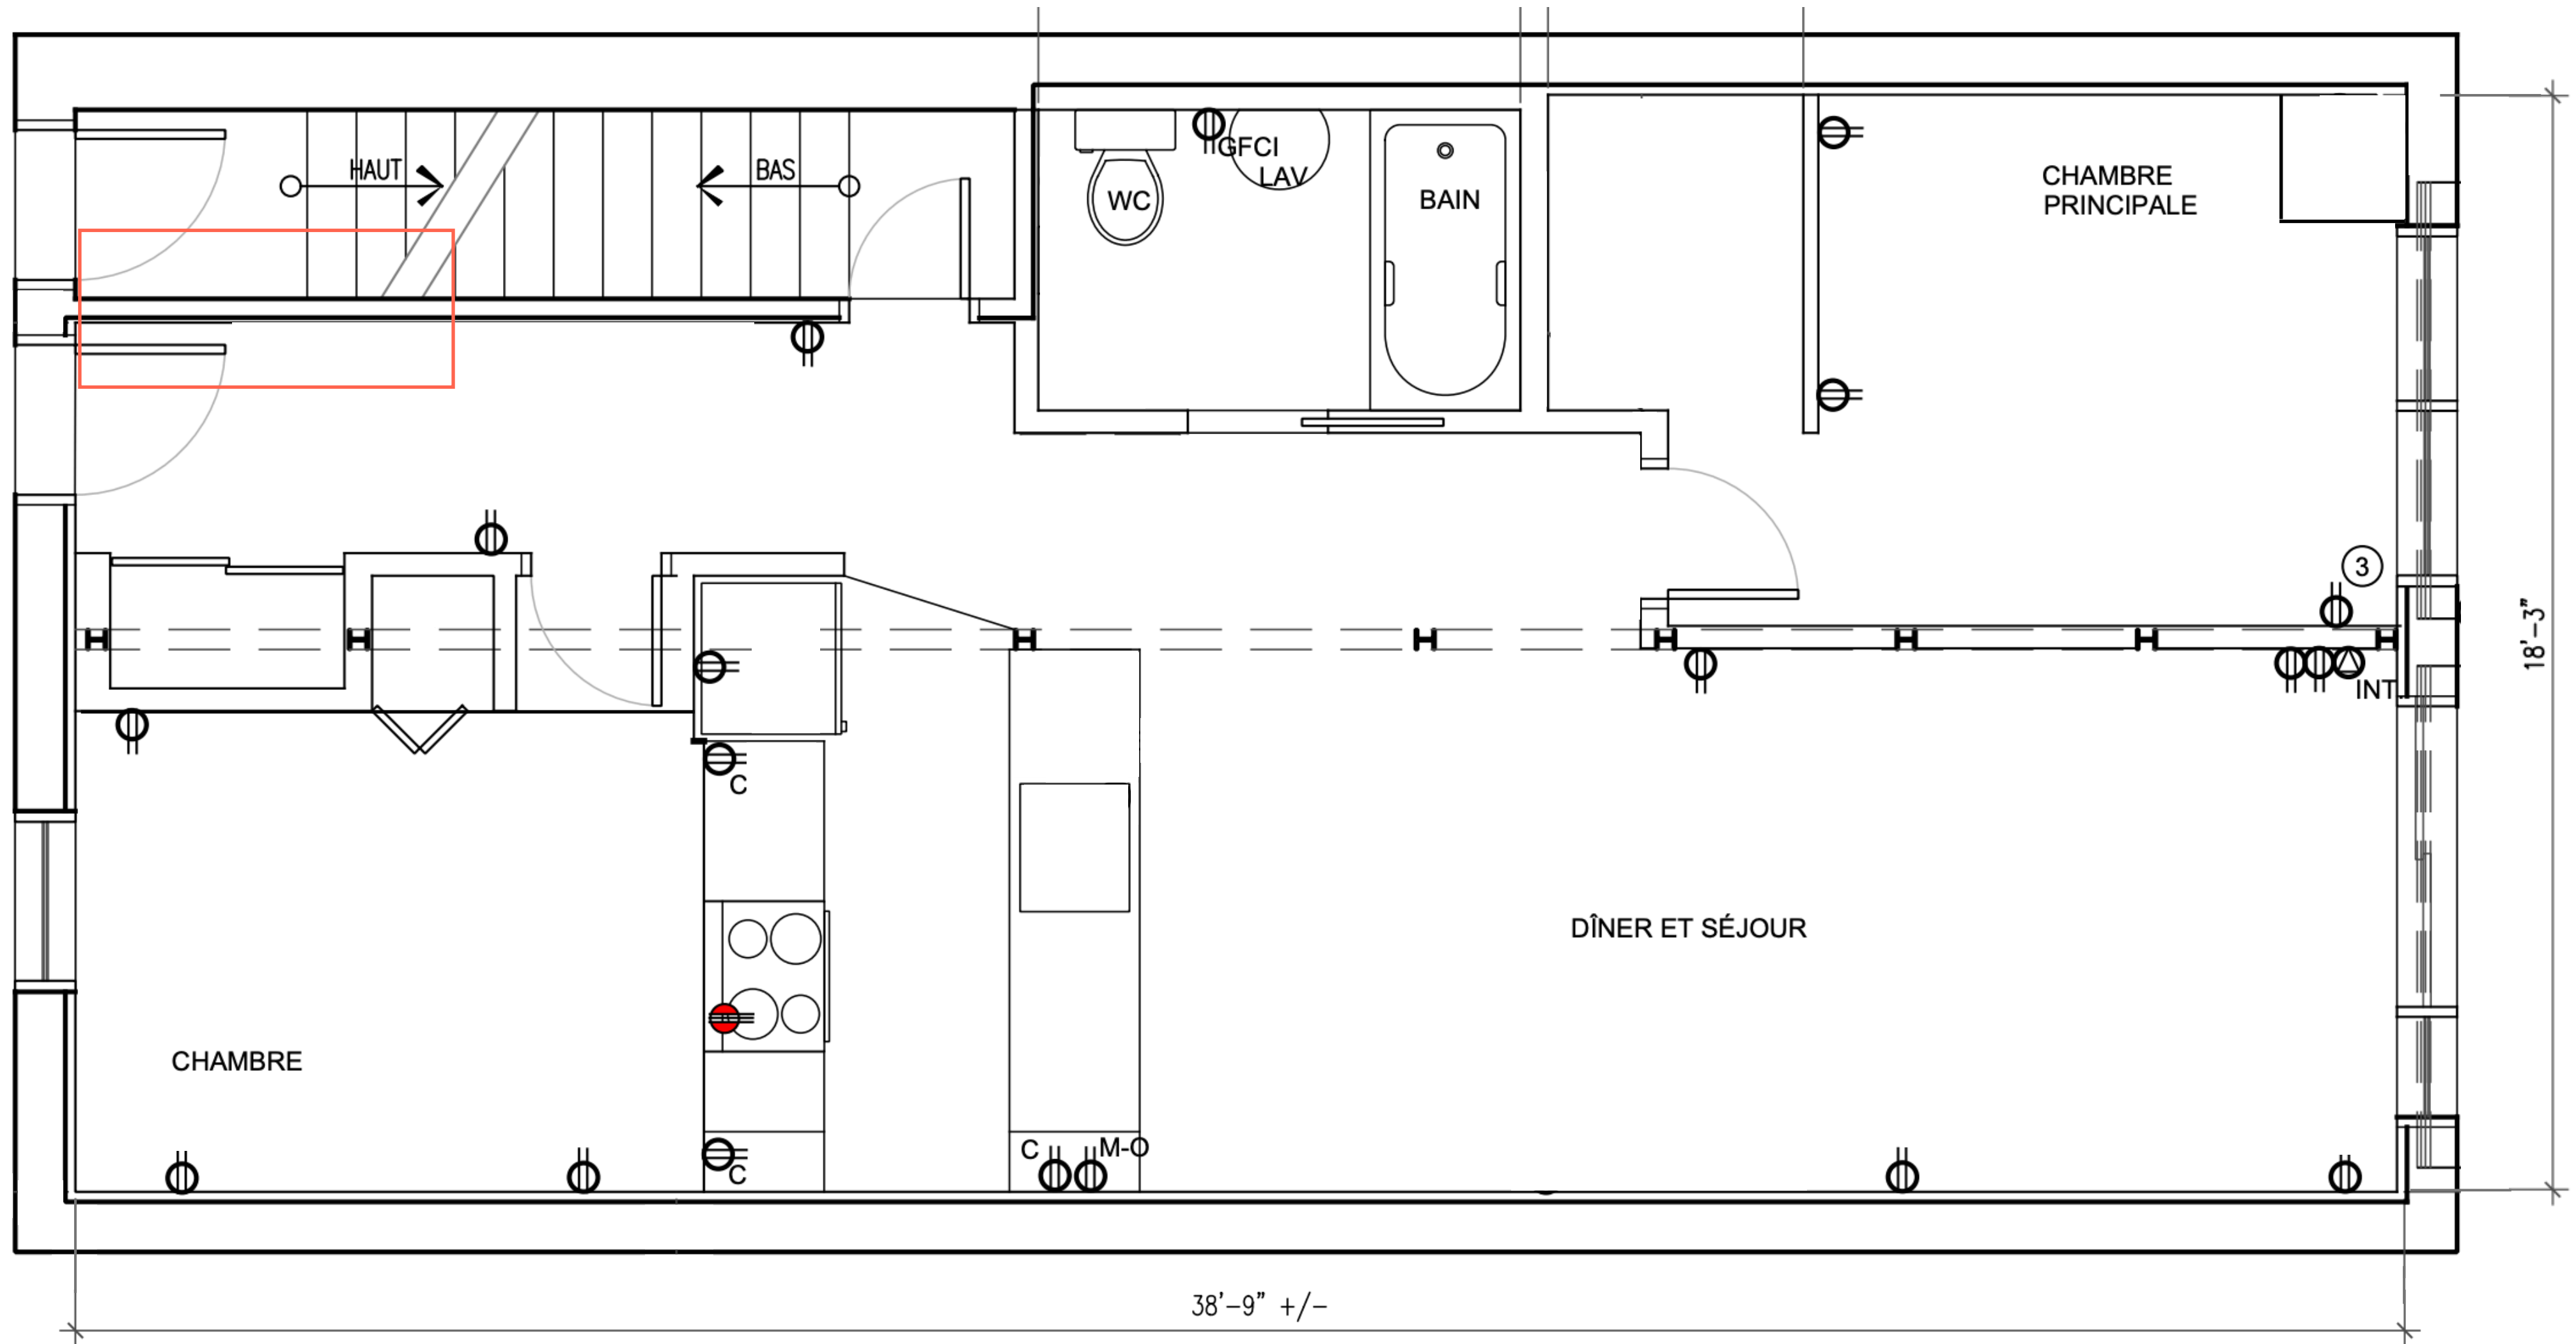 HAUT
BAS
GFCI
LAV
WC
BAIN
CHAMBRE
PRINCIPALE
3
18'-3"
INT.
C
DÎNER ET SÉJOUR
CHAMBRE
C
C
M-O
38'-9" +/-